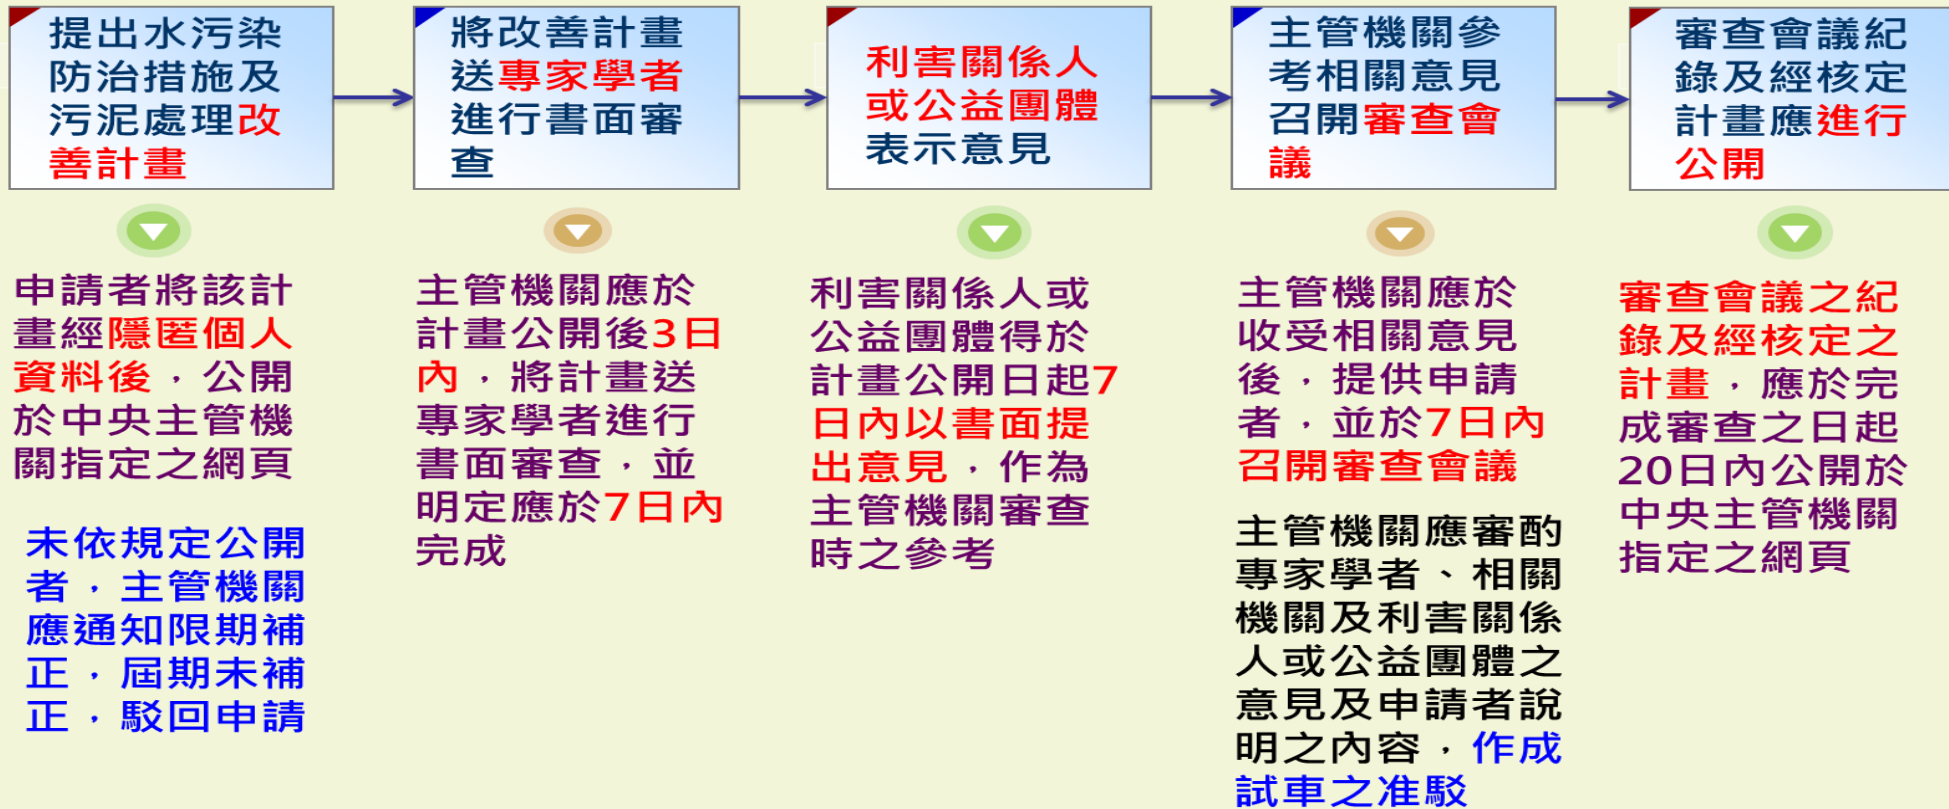 提出水污染
防治措施及
污泥處理改
善計畫
將改善計畫
送專家學者
進行書面審
查
利害關係人
或公益團體
表示意見
主管機關參
考相關意見
召開審查會
議
審查會議紀
錄及經核定
計畫應進行
公開
申請者將該計
畫經隱匿個人
資料後，公開
於中央主管機
關指定之網頁
未依規定公開
者，主管機關
應通知限期補
正，屆期未補
正，駁回申請
主管機關應於
計畫公開後3日
內，將計畫送
專家學者進行
書面審查，並
明定應於7日內
完成
利害關係人或
公益團體得於
計畫公開日起7
日內以書面提
出意見，作為
主管機關審查
時之參考
主管機關應於
收受相關意見
後，提供申請
者，並於7日內
召開審查會議
主管機關應審酌
專家學者、相關
機關及利害關係
人或公益團體之
意見及申請者說
明之內容，作成
試車之准駁
審查會議之紀
錄及經核定之
計畫，應於完
成審查之日起
20日內公開於
中央主管機關
指定之網頁